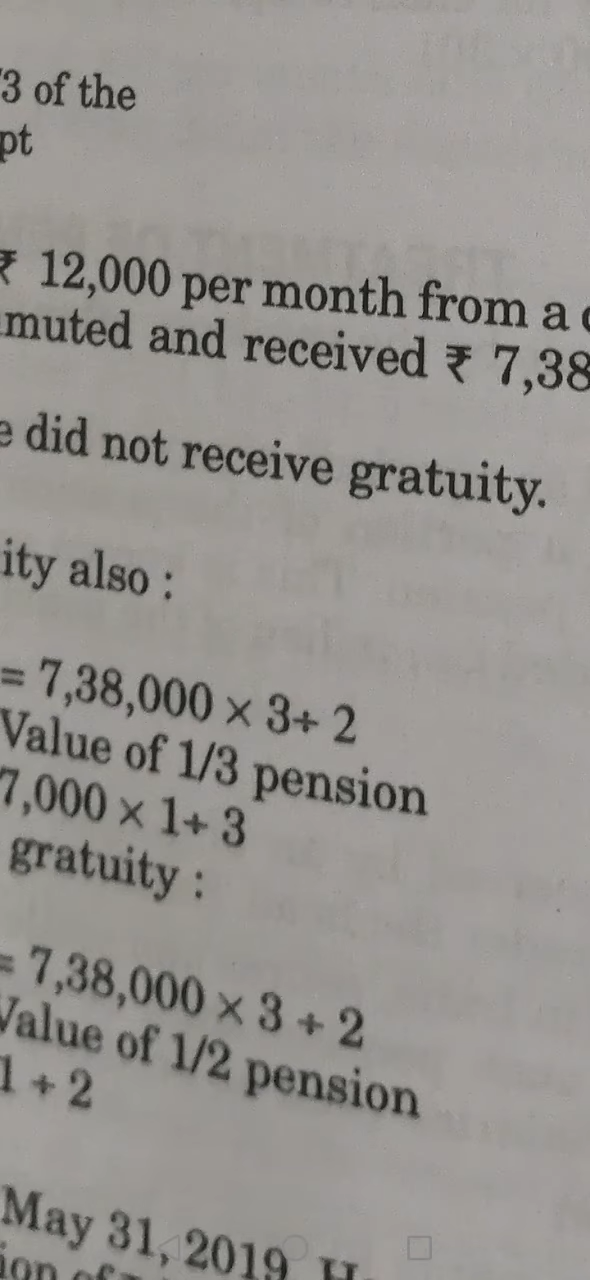 3 of the
pt
₹ 12,000 per month from a
muted and received ₹ 7,38
e did not receive gratuity.
ity also :
= 7,38,000 × 3÷ 2
Value of 1/3 pension
7,000 × 1÷ 3
gratuity :
= 7,38,000 × 3 ÷ 2
Value of 1/2 pension
1 ÷ 2
May 31, 2019